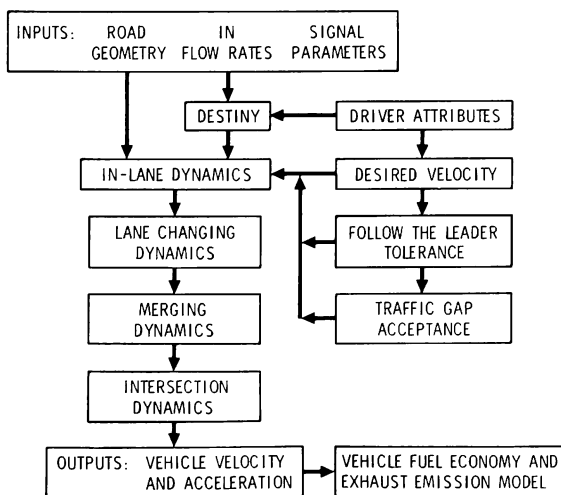 INPUTS: ROAD GEOMETRY IN FLOW RATES SIGNAL PARAMETERS
DESTINY
DRIVER ATTRIBUTES
IN-LANE DYNAMICS
DESIRED VELOCITY
LANE CHANGING
DYNAMICS
FOLLOW THE LEADER
TOLERANCE
MERGING
DYNAMICS
TRAFFIC GAP
ACCEPTANCE
INTERSECTION
DYNAMICS
OUTPUTS: VEHICLE VELOCITY
AND ACCELERATION
VEHICLE FUEL ECONOMY AND
EXHAUST EMISSION MODEL